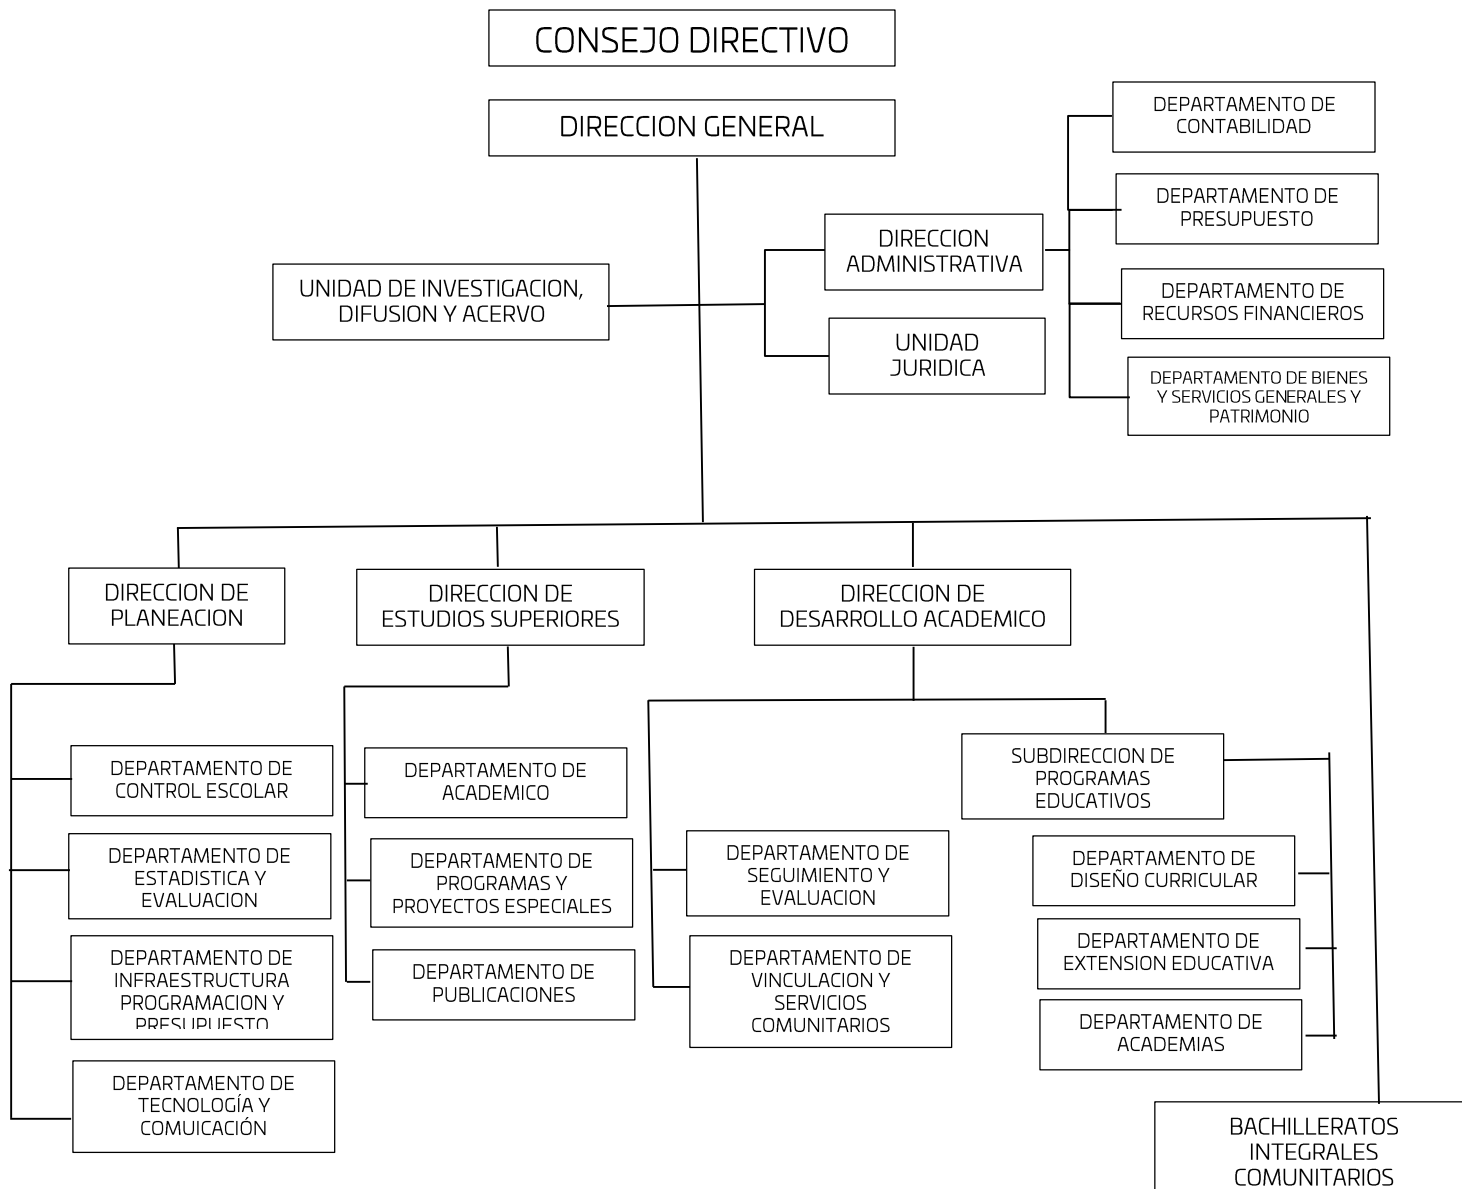 CONSEJO DIRECTIVO
DIRECCION GENERAL
DEPARTAMENTO DE
CONTABILIDAD
DEPARTAMENTO DE
PRESUPUESTO
DIRECCION
ADMINISTRATIVA
UNIDAD DE INVESTIGACION,
DIFUSION Y ACERVO
DEPARTAMENTO DE
RECURSOS FINANCIEROS
UNIDAD
JURIDICA
DEPARTAMENTO DE BIENES
Y SERVICIOS GENERALES Y
PATRIMONIO
DIRECCION DE
PLANEACION
DIRECCION DE
ESTUDIOS SUPERIORES
DIRECCION DE
DESARROLLO ACADEMICO
DEPARTAMENTO DE
CONTROL ESCOLAR
DEPARTAMENTO DE
ESTADISTICA Y
EVALUACION
DEPARTAMENTO DE
INFRAESTRUCTURA
PROGRAMACION Y
PRESUPUESTO
DEPARTAMENTO DE
TECNOLOGÍA Y
COMUICACIÓN
DEPARTAMENTO DE
ACADEMICO
DEPARTAMENTO DE
PROGRAMAS Y
PROYECTOS ESPECIALES
DEPARTAMENTO DE
PUBLICACIONES
DEPARTAMENTO DE
SEGUIMIENTO Y
EVALUACION
DEPARTAMENTO DE
VINCULACION Y
SERVICIOS
COMUNITARIOS
SUBDIRECCION DE
PROGRAMAS
EDUCATIVOS
DEPARTAMENTO DE
DISEÑO CURRICULAR
DEPARTAMENTO DE
EXTENSION EDUCATIVA
DEPARTAMENTO DE
ACADEMIAS
BACHILLERATOS
INTEGRALES
COMUNITARIOS